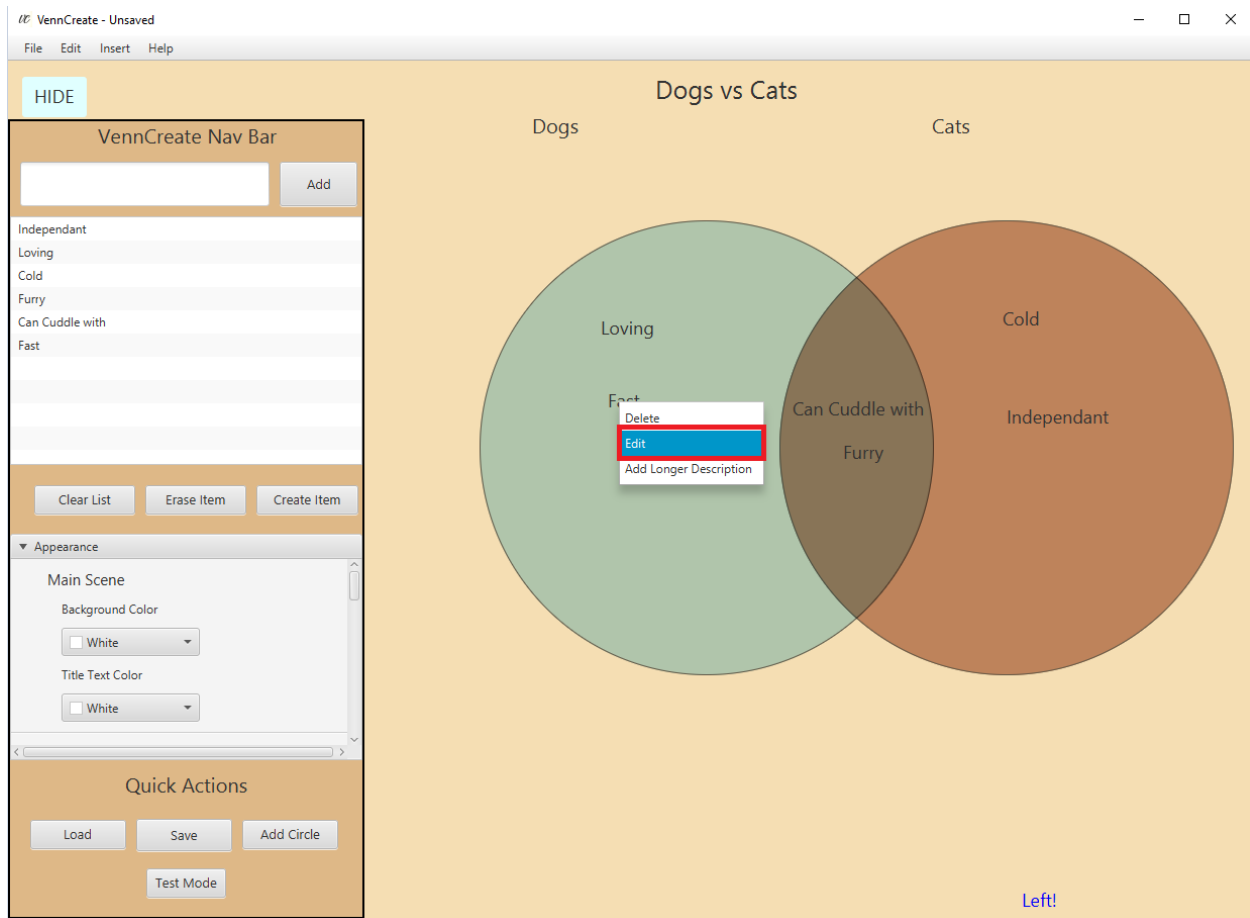 VennCreate - Unsaved
File Edit Insert Help
HIDE
Dogs vs Cats
Dogs Cats
VennCreate Nav Bar
Add
Independant
Loving
Cold
Furry
Can Cuddle with
Fast
Clear List Erase Item Create Item
Appearance
Main Scene
Background Color
White
Title Text Color
White
Quick Actions
Load Save Add Circle
Test Mode
Loving
Fast
Delete
Edit
Add Longer Description
Can Cuddle with
Furry
Cold
Independant
Left!